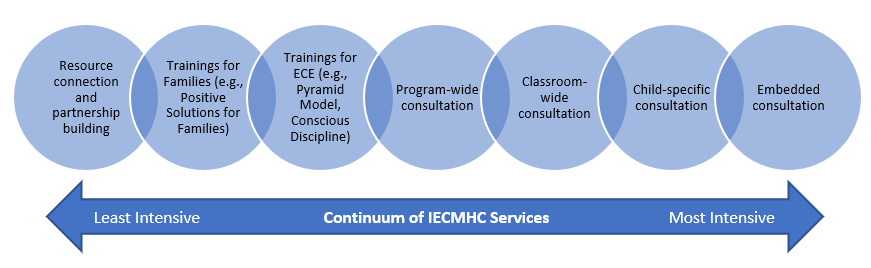 Resource
connection
and
partnership
building
Trainings for
Families (e.g.,
Positive
Solutions for
Families)
Trainings for
ECE (e.g.,
Pyramid
Model,
Conscious
Discipline)
Program-wide
consultation
Classroom-
wide
consultation
Child-specific
consultation
Embedded
consultation
Least Intensive
Continuum of IECMHC Services
Most Intensive